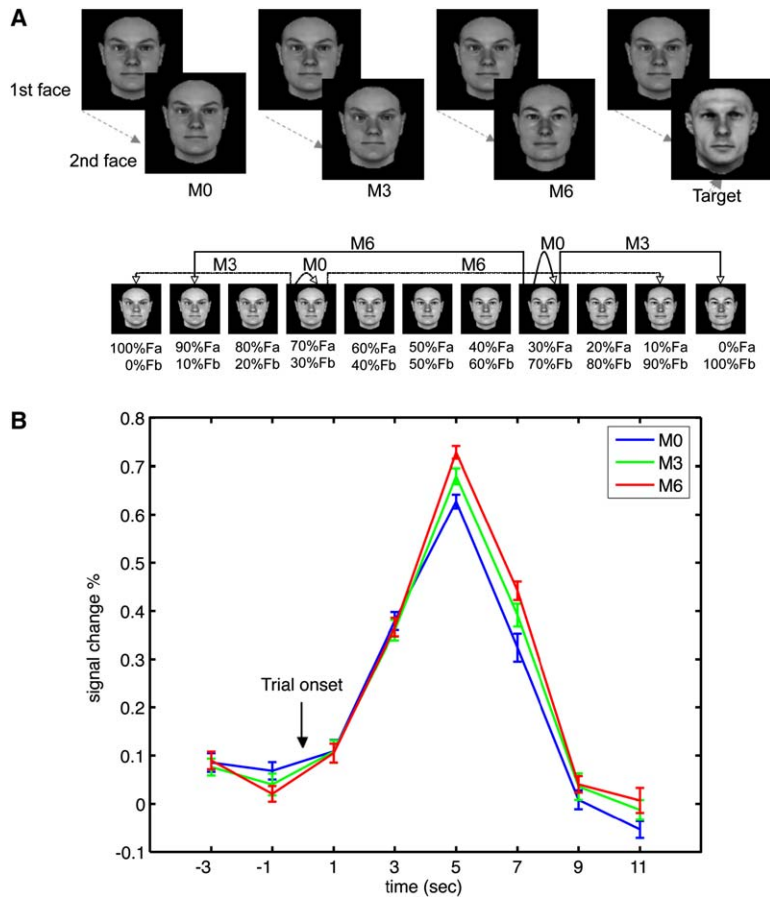 A
1st face
2nd face
M0 M3 M6 Target
M6 M0 M3
M3 M0 M6
100%Fa 90%Fa 80%Fa 70%Fa 60%Fa 50%Fa 40%Fa 30%Fa 20%Fa 10%Fa 0%Fa
0%Fb 10%Fb 20%Fb 30%Fb 40%Fb 50%Fb 60%Fb 70%Fb 80%Fb 90%Fb 100%Fb
B
0.8
0.7
0.6
0.5
0.4
0.3
0.2
0.1
0
-0.1
signal change %
Trial onset
M0
M3
M6
-3 -1 1 3 5 7 9 11
time (sec)